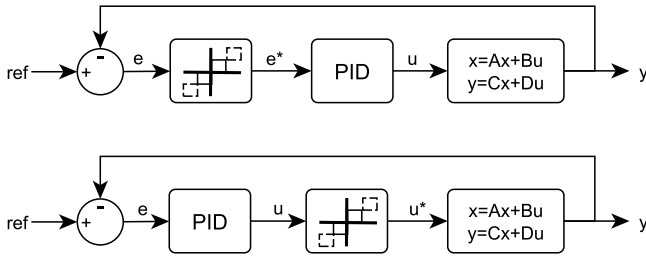 -
ref
+
e
e*
PID
u
x=Ax+Bu
y=Cx+Du
y
-
ref
+
e
PID
u
u*
x=Ax+Bu
y=Cx+Du
y